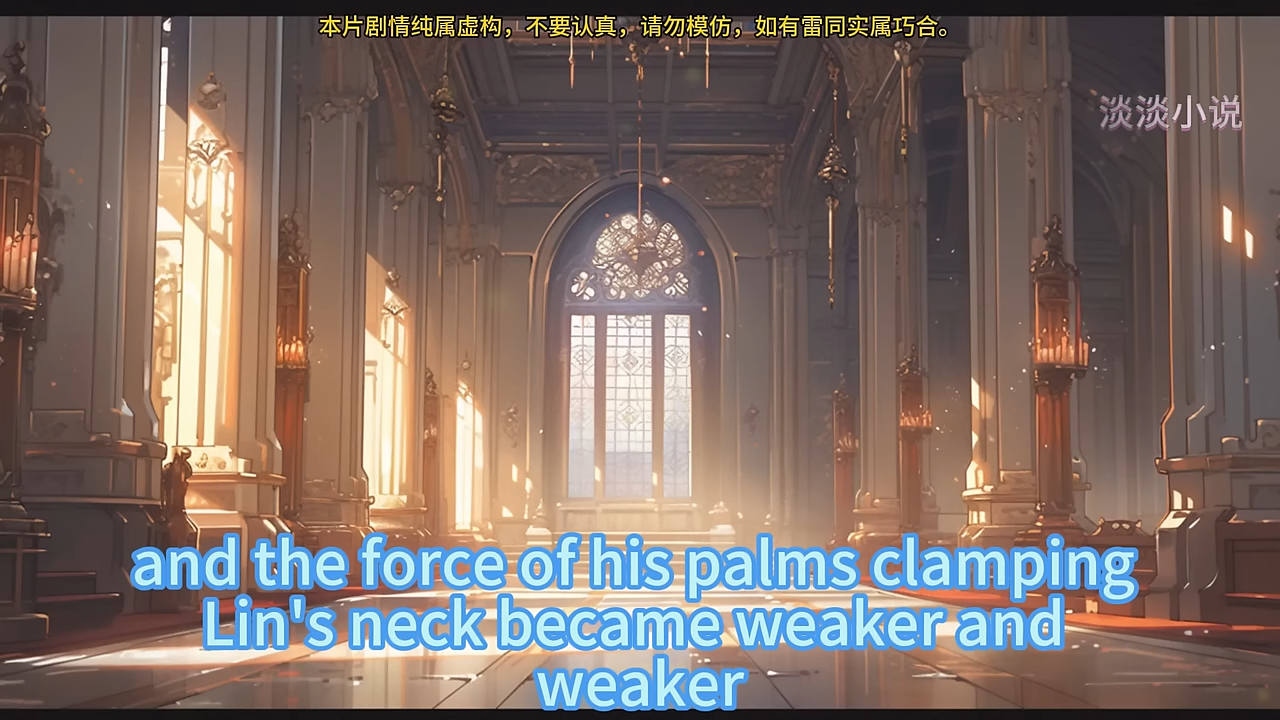 本片剧情纯属虚构，不要认真，请勿模仿，如有雷同实属巧合。
淡淡小说
and the force of his palms clamping
Lin's neck became weaker and
weaker